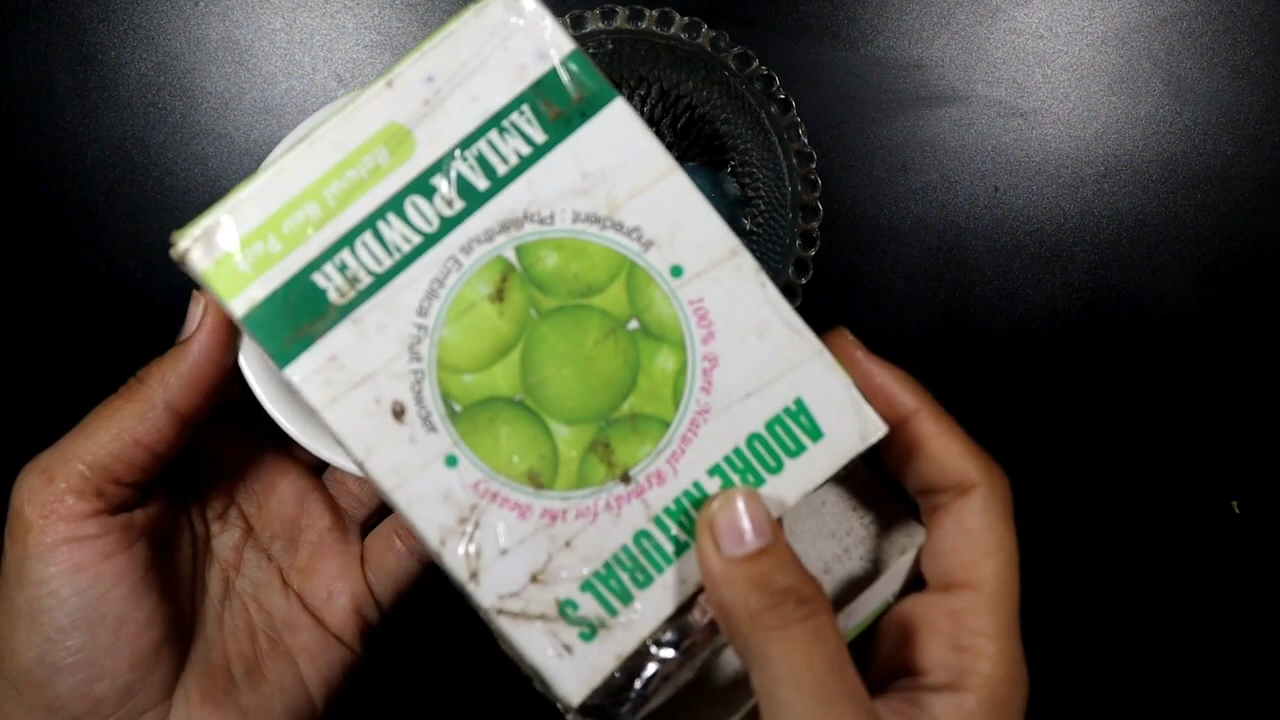 ADORE NATURAL'S
100% Pure Natural Remedy for the Beauty
Ingredient : Phyllanthus Emblica Fruit Powder
AMLA POWDER
Natural Hair Pack